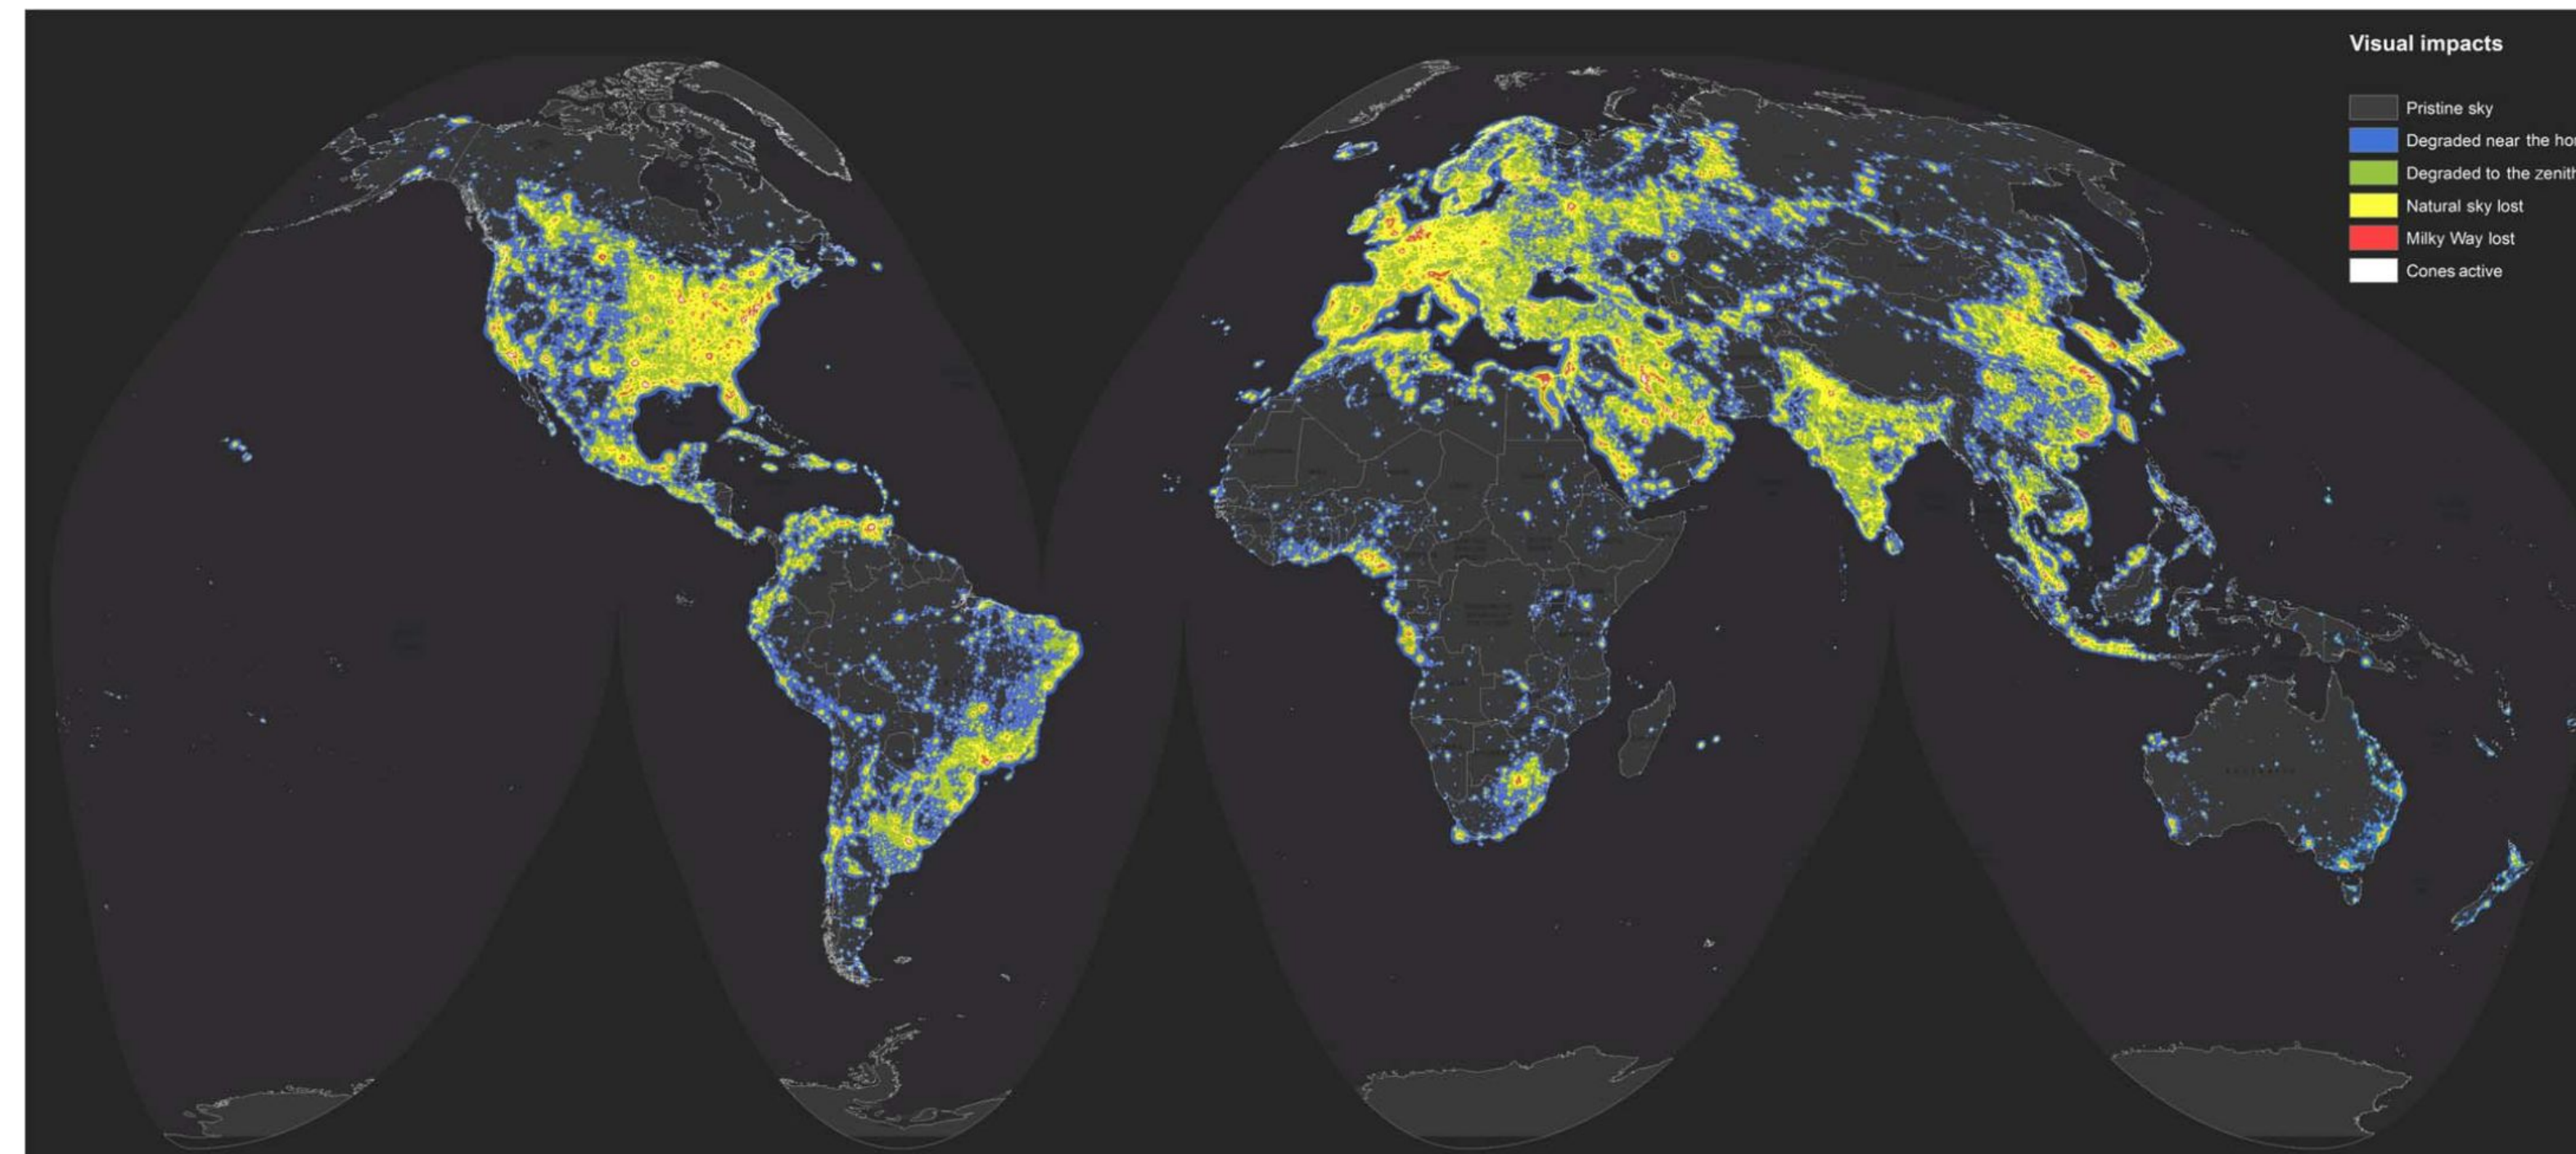 Visual impacts
Pristine sky
Degraded near the hor
Degraded to the zenith
Natural sky lost
Milky Way lost
Cones active